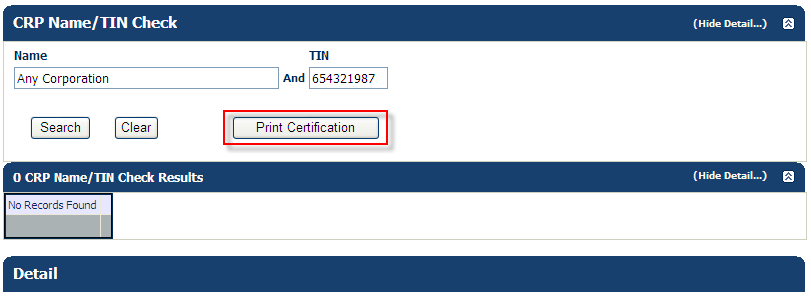 CRP Name/TIN Check (Hide Detail...)
Name TIN
Any Corporation And 654321987
Search Clear Print Certification
0 CRP Name/TIN Check Results (Hide Detail...)
No Records Found
Detail